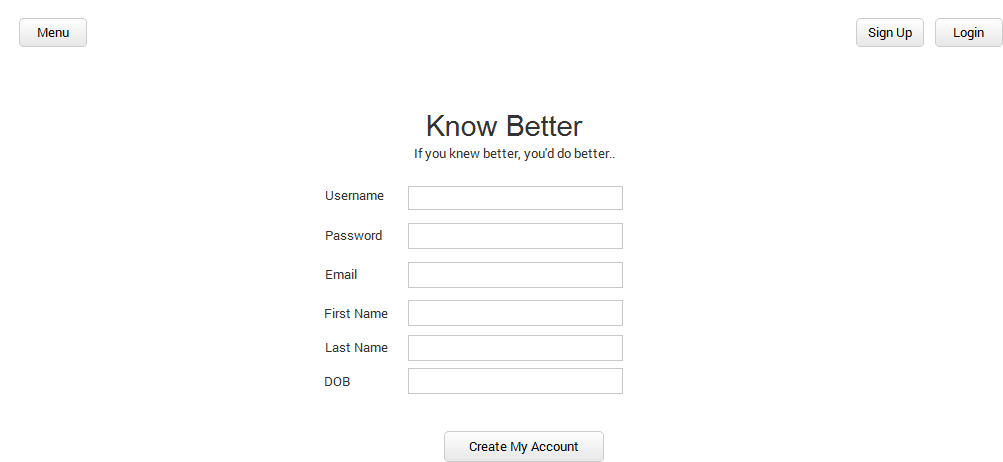 Menu Sign Up Login
Know Better
If you knew better, you'd do better..
Username
Password
Email
First Name
Last Name
DOB
Create My Account